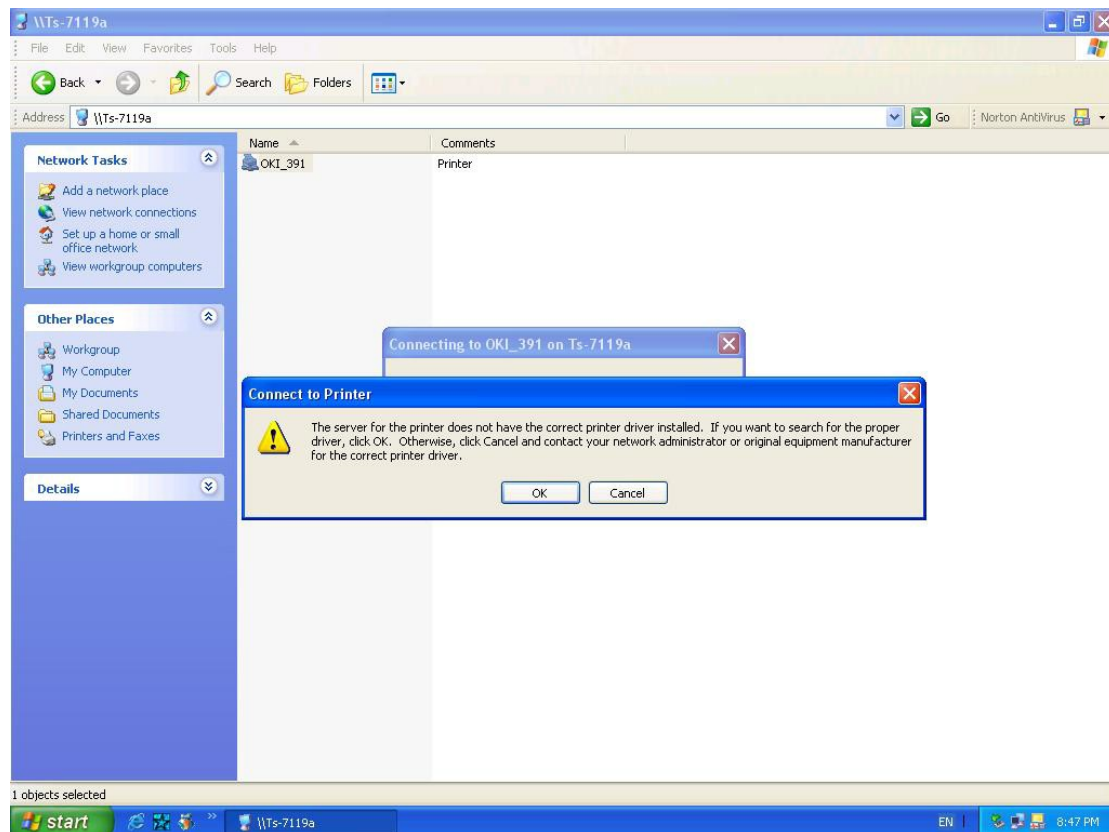 \\Ts-7119a
File Edit View Favorites Tools Help
Back Search Folders
Address \\Ts-7119a Go Norton AntiVirus
Name Comments
OKI_391 Printer
Network Tasks
Add a network place
View network connections
Set up a home or small
office network
View workgroup computers
Other Places
Workgroup
My Computer
My Documents
Shared Documents
Printers and Faxes
Details
Connecting to OKI_391 on Ts-7119a
Connect to Printer
The server for the printer does not have the correct printer driver installed. If you want to search for the proper
driver, click OK. Otherwise, click Cancel and contact your network administrator or original equipment manufacturer
for the correct printer driver.
OK Cancel
1 objects selected
start \\Ts-7119a EN 8:47 PM